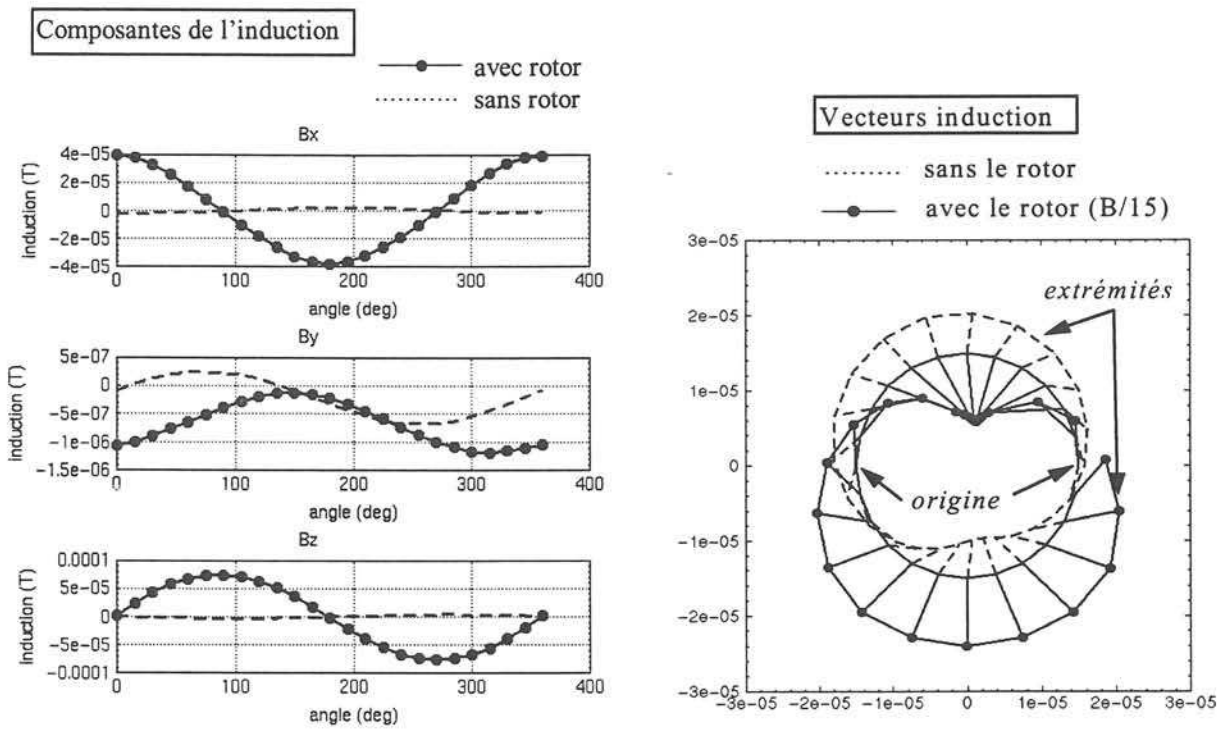 Composantes de l'induction
avec rotor
sans rotor
Bx
induction (T)
4e-05
2e-05
0
-2e-05
-4e-05
0
100
200
300
400
angle (deg)
By
induction (T)
5e-07
0
-5e-07
-1e-06
-1.5e-06
0
100
200
300
400
angle (deg)
Bz
induction (T)
0.0001
5e-05
0
-5e-05
-0.0001
0
100
200
300
400
angle (deg)
Vecteurs induction
sans le rotor
avec le rotor (B/15)
3e-05
2e-05
1e-05
0
-1e-05
-2e-05
-3e-05
extrémités
origine
-3e-05
-2e-05
-1e-05
0
1e-05
2e-05
3e-05